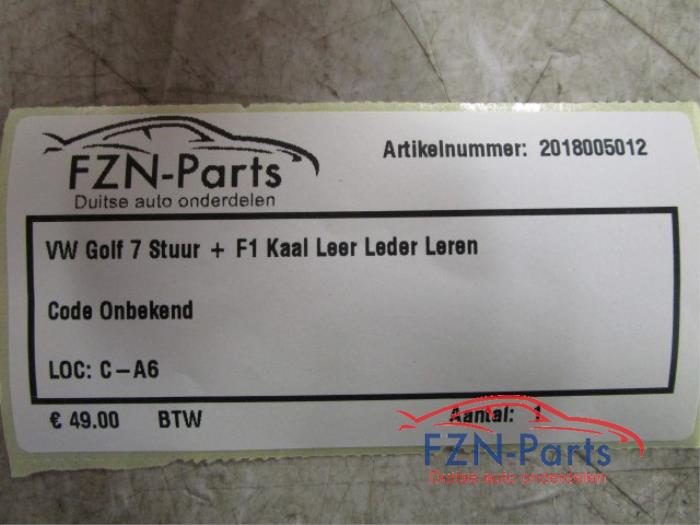 FZN-Parts
Duitse auto onderdelen
Artikelnummer: 2018005012
VW Golf 7 Stuur + F1 Kaal Leer Leder Leren
Code Onbekend
LOC: C-A6
€ 49.00 BTW Aantal: 1
FZN-Parts
Duitse auto onderdelen